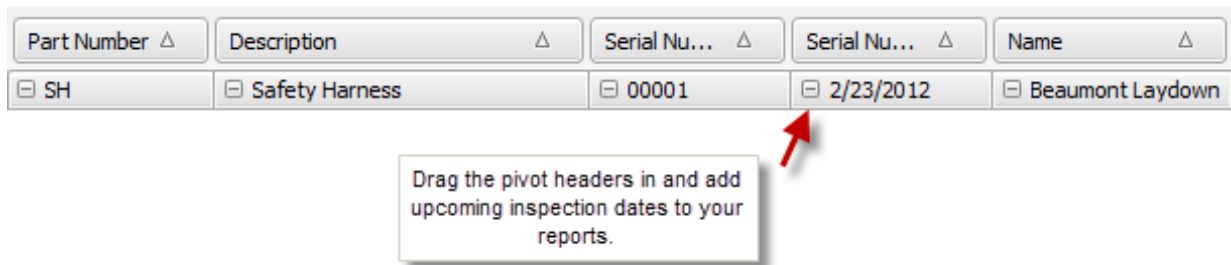 Part Number Description Serial Nu... Serial Nu... Name
SH Safety Harness 00001 2/23/2012 Beaumont Laydown
Drag the pivot headers in and add
upcoming inspection dates to your
reports.